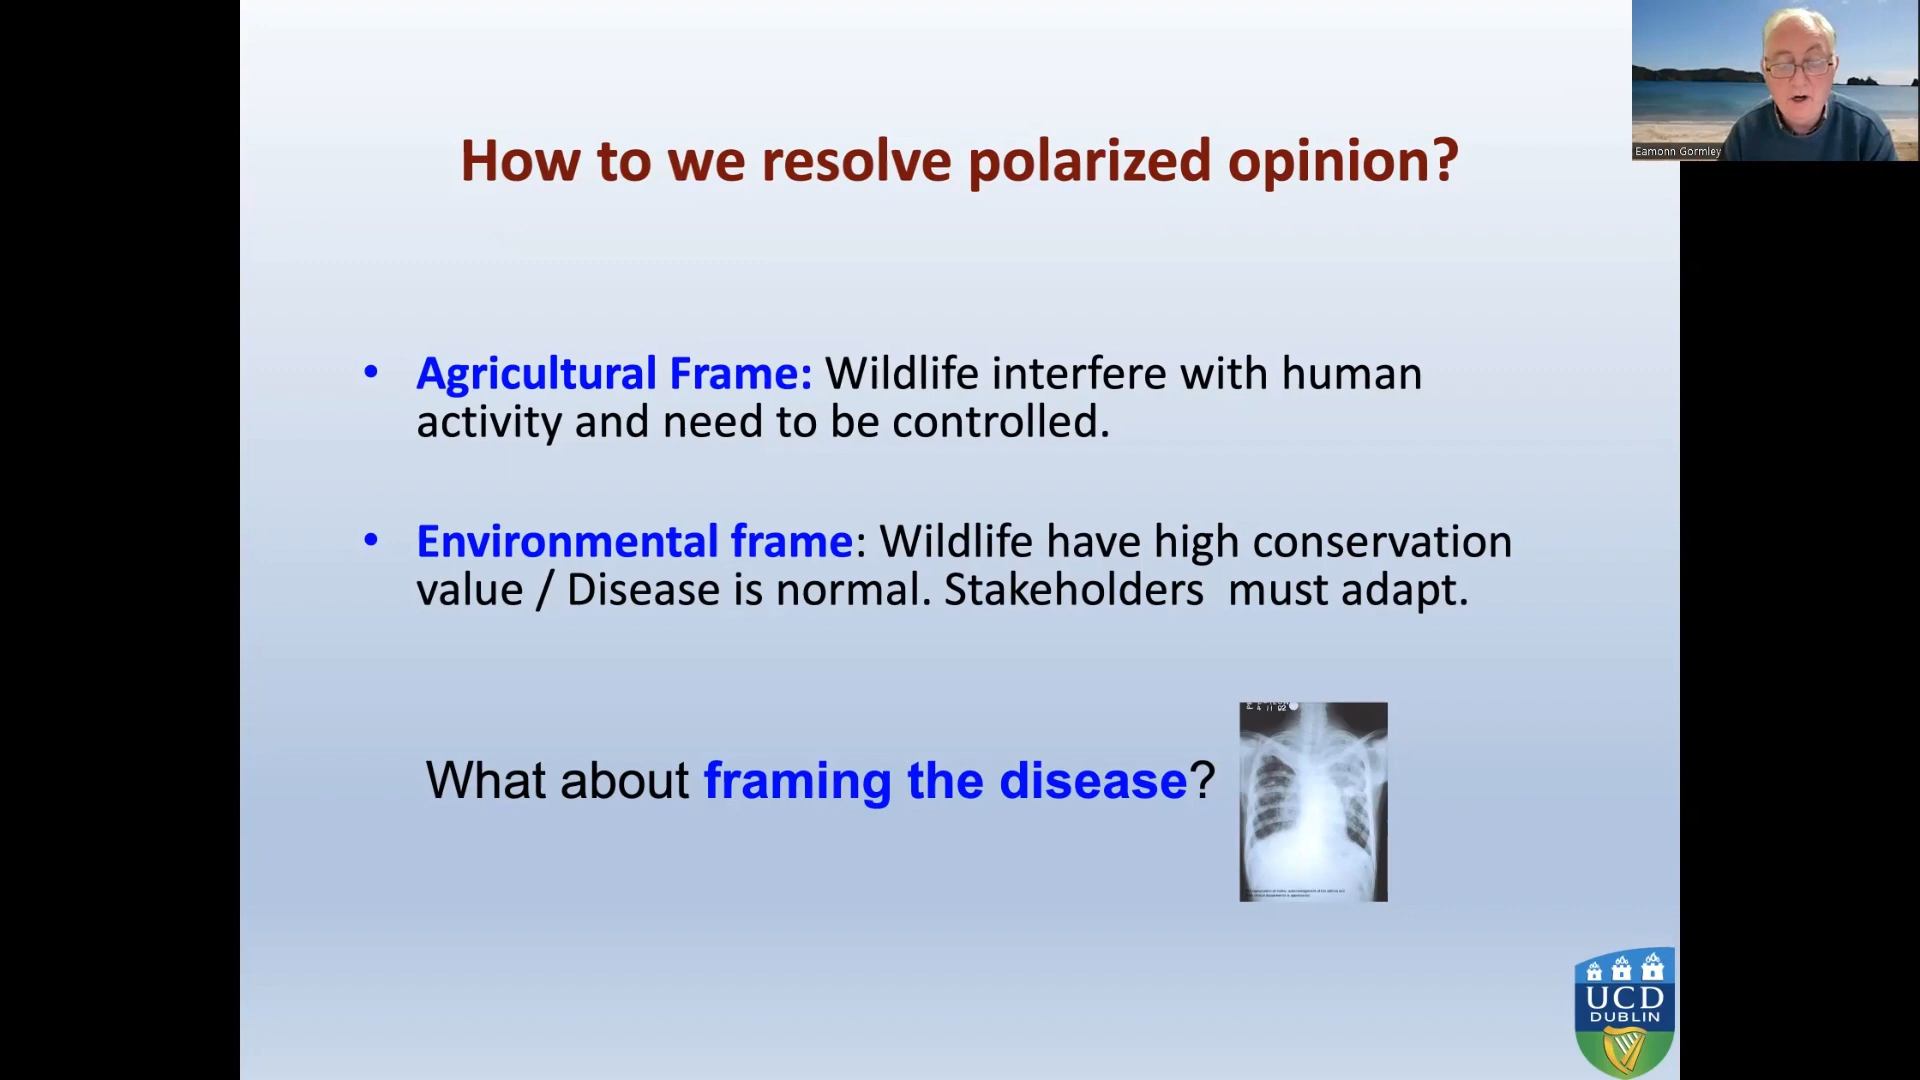 How to we resolve polarized opinion?
Eamonn Gormley
• Agricultural Frame: Wildlife interfere with human
activity and need to be controlled.
• Environmental frame: Wildlife have high conservation
value / Disease is normal. Stakeholders must adapt.
What about framing the disease?
UCD
DUBLIN